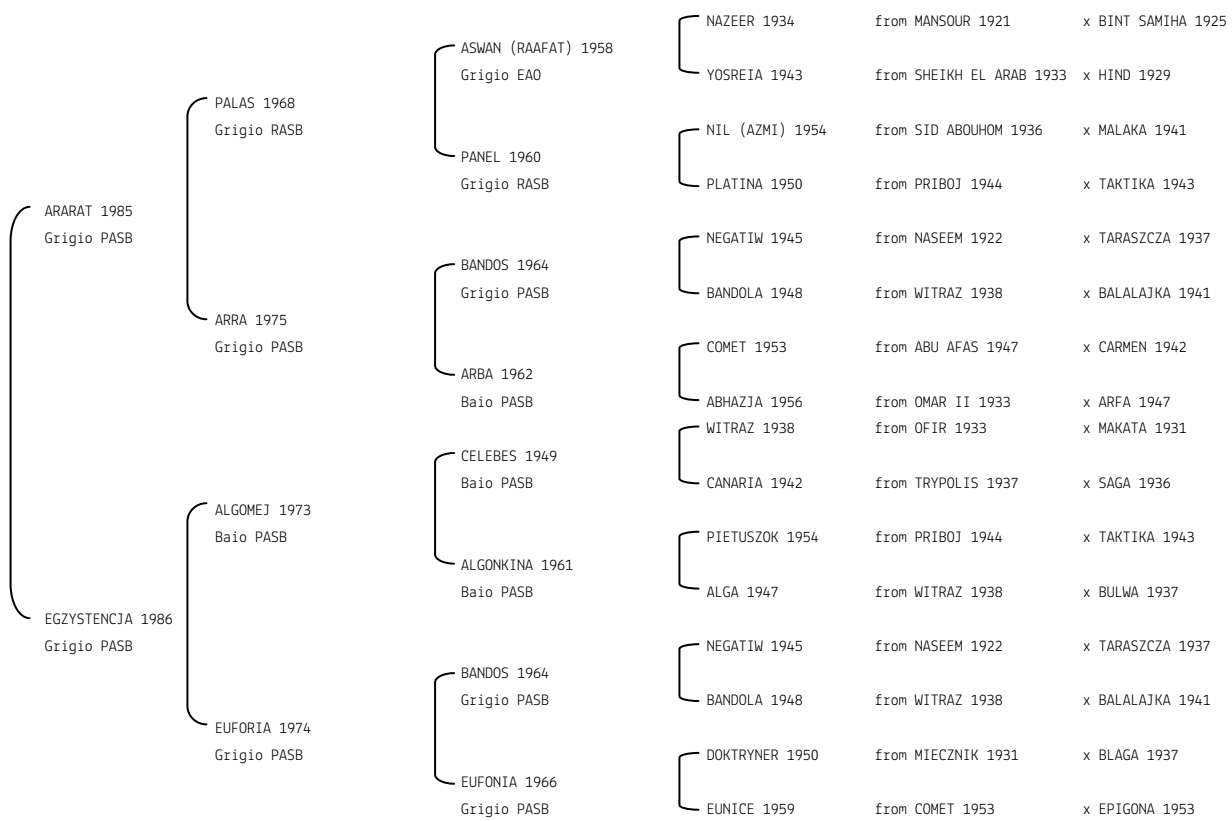 NAZEER 1934 from MANSOUR 1921 x BINT SAMIHA 1925
ASWAN (RAAFAT) 1958
Grigio EAO
YOSREIA 1943 from SHEIKH EL ARAB 1933 x HIND 1929
PALAS 1968
Grigio RASB
NIL (AZMI) 1954 from SID ABOUHOM 1936 x MALAKA 1941
PANEL 1960
Grigio RASB
PLATINA 1950 from PRIBOJ 1944 x TAKTIKA 1943
ARARAT 1985
Grigio PASB
NEGATIW 1945 from NASEEM 1922 x TARASZCZA 1937
BANDOS 1964
Grigio PASB
BANDOLA 1948 from WITRAZ 1938 x BALALAJKA 1941
ARRA 1975
Grigio PASB
COMET 1953 from ABU AFAS 1947 x CARMEN 1942
ARBA 1962
Baio PASB
ABHAZJA 1956 from OMAR II 1933 x ARFA 1947
WITRAZ 1938 from OFIR 1933 x MAKATA 1931
CELEBES 1949
Baio PASB
CANARIA 1942 from TRYPOLIS 1937 x SAGA 1936
ALGOMEJ 1973
Baio PASB
PIETUSZOK 1954 from PRIBOJ 1944 x TAKTIKA 1943
ALGONKINA 1961
Baio PASB
ALGA 1947 from WITRAZ 1938 x BULWA 1937
EGZYSTENCJA 1986
Grigio PASB
NEGATIW 1945 from NASEEM 1922 x TARASZCZA 1937
BANDOS 1964
Grigio PASB
BANDOLA 1948 from WITRAZ 1938 x BALALAJKA 1941
EUFORIA 1974
Grigio PASB
DOKTRYNER 1950 from MIECZNIK 1931 x BLAGA 1937
EUFONIA 1966
Grigio PASB
EUNICE 1959 from COMET 1953 x EPIGONA 1953